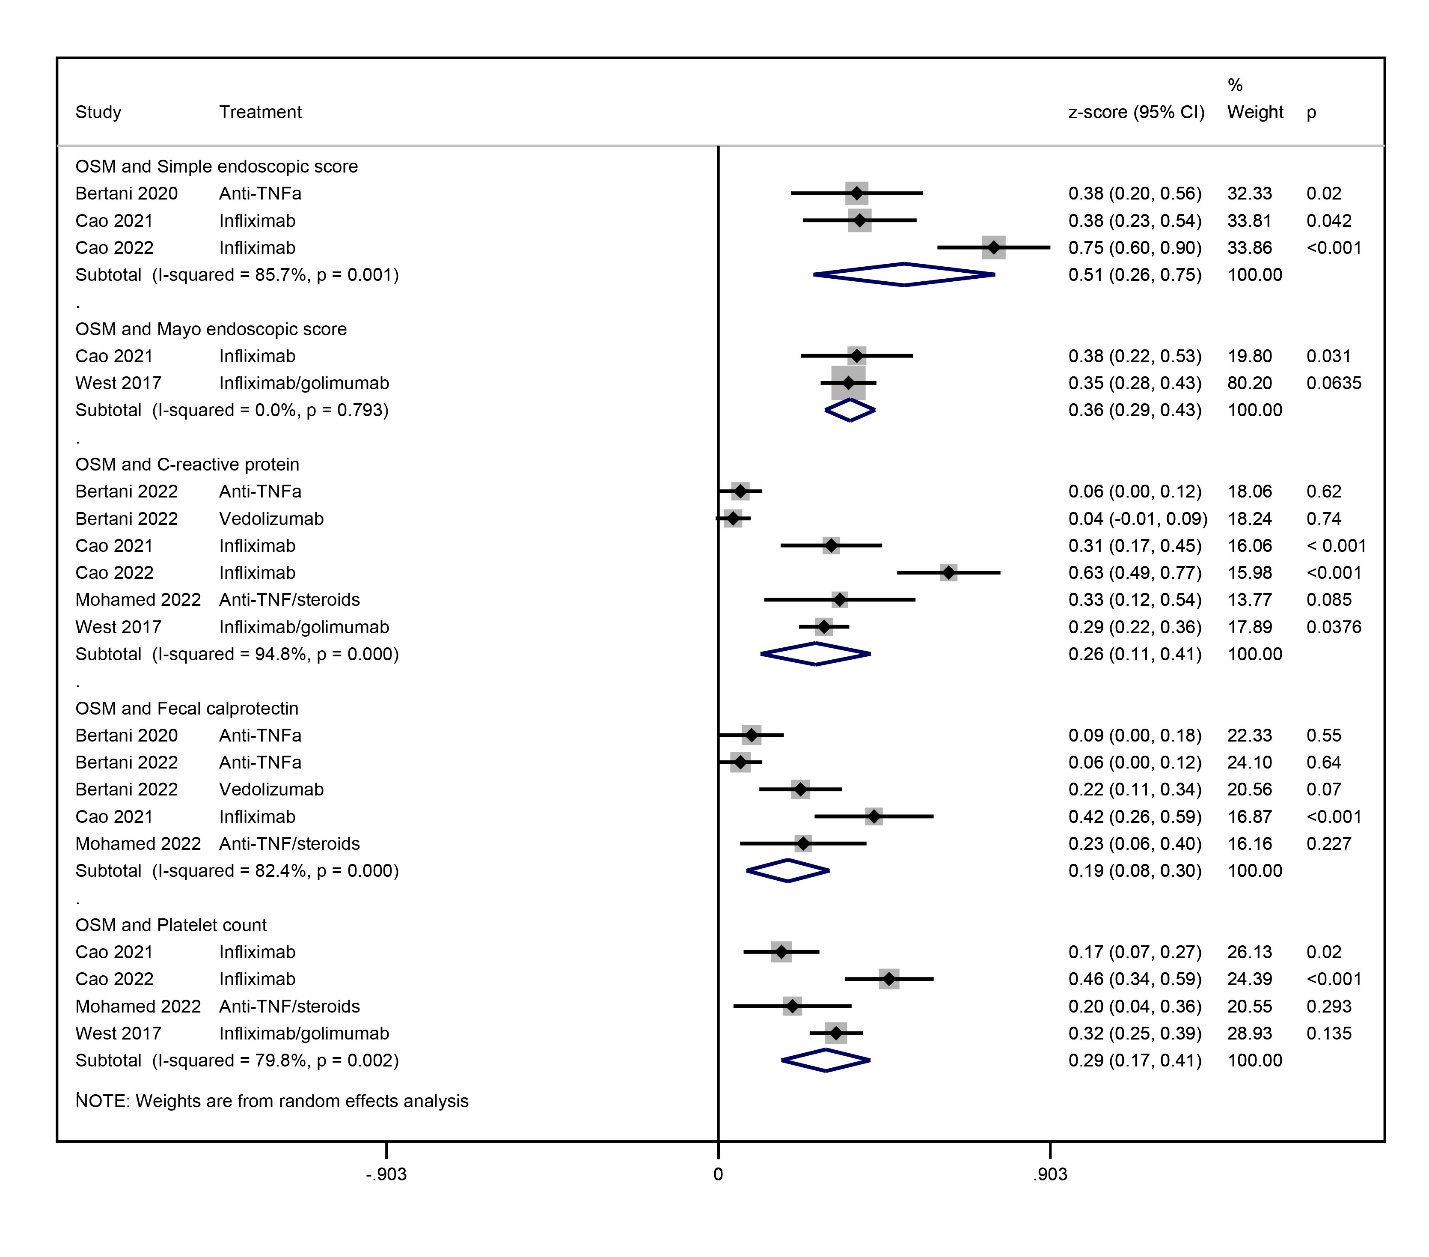 %
Study Treatment z-score (95% CI) Weight p
OSM and Simple endoscopic score
Bertani 2020 Anti-TNFa 0.38 (0.20, 0.56) 32.33 0.02
Cao 2021 Infliximab 0.38 (0.23, 0.54) 33.81 0.042
Cao 2022 Infliximab 0.75 (0.60, 0.90) 33.86 <0.001
Subtotal (I-squared = 85.7%, p = 0.001) 0.51 (0.26, 0.75) 100.00
.
OSM and Mayo endoscopic score
Cao 2021 Infliximab 0.38 (0.22, 0.53) 19.80 0.031
West 2017 Infliximab/golimumab 0.35 (0.28, 0.43) 80.20 0.0635
Subtotal (I-squared = 0.0%, p = 0.793) 0.36 (0.29, 0.43) 100.00
.
OSM and C-reactive protein
Bertani 2022 Anti-TNFa 0.06 (0.00, 0.12) 18.06 0.62
Bertani 2022 Vedolizumab 0.04 (-0.01, 0.09) 18.24 0.74
Cao 2021 Infliximab 0.31 (0.17, 0.45) 16.06 < 0.001
Cao 2022 Infliximab 0.63 (0.49, 0.77) 15.98 <0.001
Mohamed 2022 Anti-TNF/steroids 0.33 (0.12, 0.54) 13.77 0.085
West 2017 Infliximab/golimumab 0.29 (0.22, 0.36) 17.89 0.0376
Subtotal (I-squared = 94.8%, p = 0.000) 0.26 (0.11, 0.41) 100.00
.
OSM and Fecal calprotectin
Bertani 2020 Anti-TNFa 0.09 (0.00, 0.18) 22.33 0.55
Bertani 2022 Anti-TNFa 0.06 (0.00, 0.12) 24.10 0.64
Bertani 2022 Vedolizumab 0.22 (0.11, 0.34) 20.56 0.07
Cao 2021 Infliximab 0.42 (0.26, 0.59) 16.87 <0.001
Mohamed 2022 Anti-TNF/steroids 0.23 (0.06, 0.40) 16.16 0.227
Subtotal (I-squared = 82.4%, p = 0.000) 0.19 (0.08, 0.30) 100.00
.
OSM and Platelet count
Cao 2021 Infliximab 0.17 (0.07, 0.27) 26.13 0.02
Cao 2022 Infliximab 0.46 (0.34, 0.59) 24.39 <0.001
Mohamed 2022 Anti-TNF/steroids 0.20 (0.04, 0.36) 20.55 0.293
West 2017 Infliximab/golimumab 0.32 (0.25, 0.39) 28.93 0.135
Subtotal (I-squared = 79.8%, p = 0.002) 0.29 (0.17, 0.41) 100.00
.
NOTE: Weights are from random effects analysis
-.903 0 .903